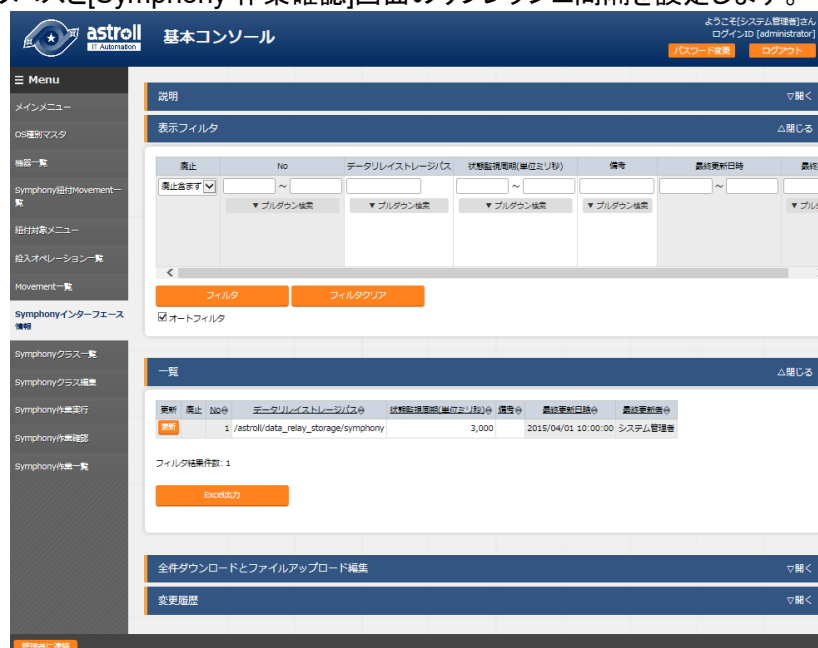 パスと[Symphony 作業確認]画面のリフレッシュ間隔を設定します。
astroll
IT Automation
基本コンソール
ようこそ[システム管理者]さん
ログインID [administrator]
パスワード変更 ログアウト
☰ Menu
メインメニュー
OS種別マスタ
機器一覧
Symphony紐付Movement一
覧
紐付対象メニュー
投入オペレーション一覧
Movement一覧
Symphonyインターフェース
情報
Symphonyクラス一覧
Symphonyクラス編集
Symphony作業実行
Symphony作業確認
Symphony作業一覧
説明 ▽開く
表示フィルタ △閉じる
廃止 No データリレイストレージパス 状態監視周期(単位ミリ秒) 備考 最終更新日時 最終
廃止含ます ～ ～ ～
▼ プルダウン検索 ▼ プルダウン検索 ▼ プルダウン検索 ▼ プルダウン検索 ▼ プル
フィルタ フィルタクリア
オートフィルタ
一覧 △閉じる
更新 廃止 No データリレイストレージパス 状態監視周期(単位ミリ秒) 備考 最終更新日時 最終更新者
更新 1 /astroll/data_relay_storage/symphony 3,000 2015/04/01 10:00:00 システム管理者
フィルタ結果件数: 1
Excel出力
全件ダウンロードとファイルアップロード編集 ▽開く
変更履歴 ▽開く
管理者に連絡